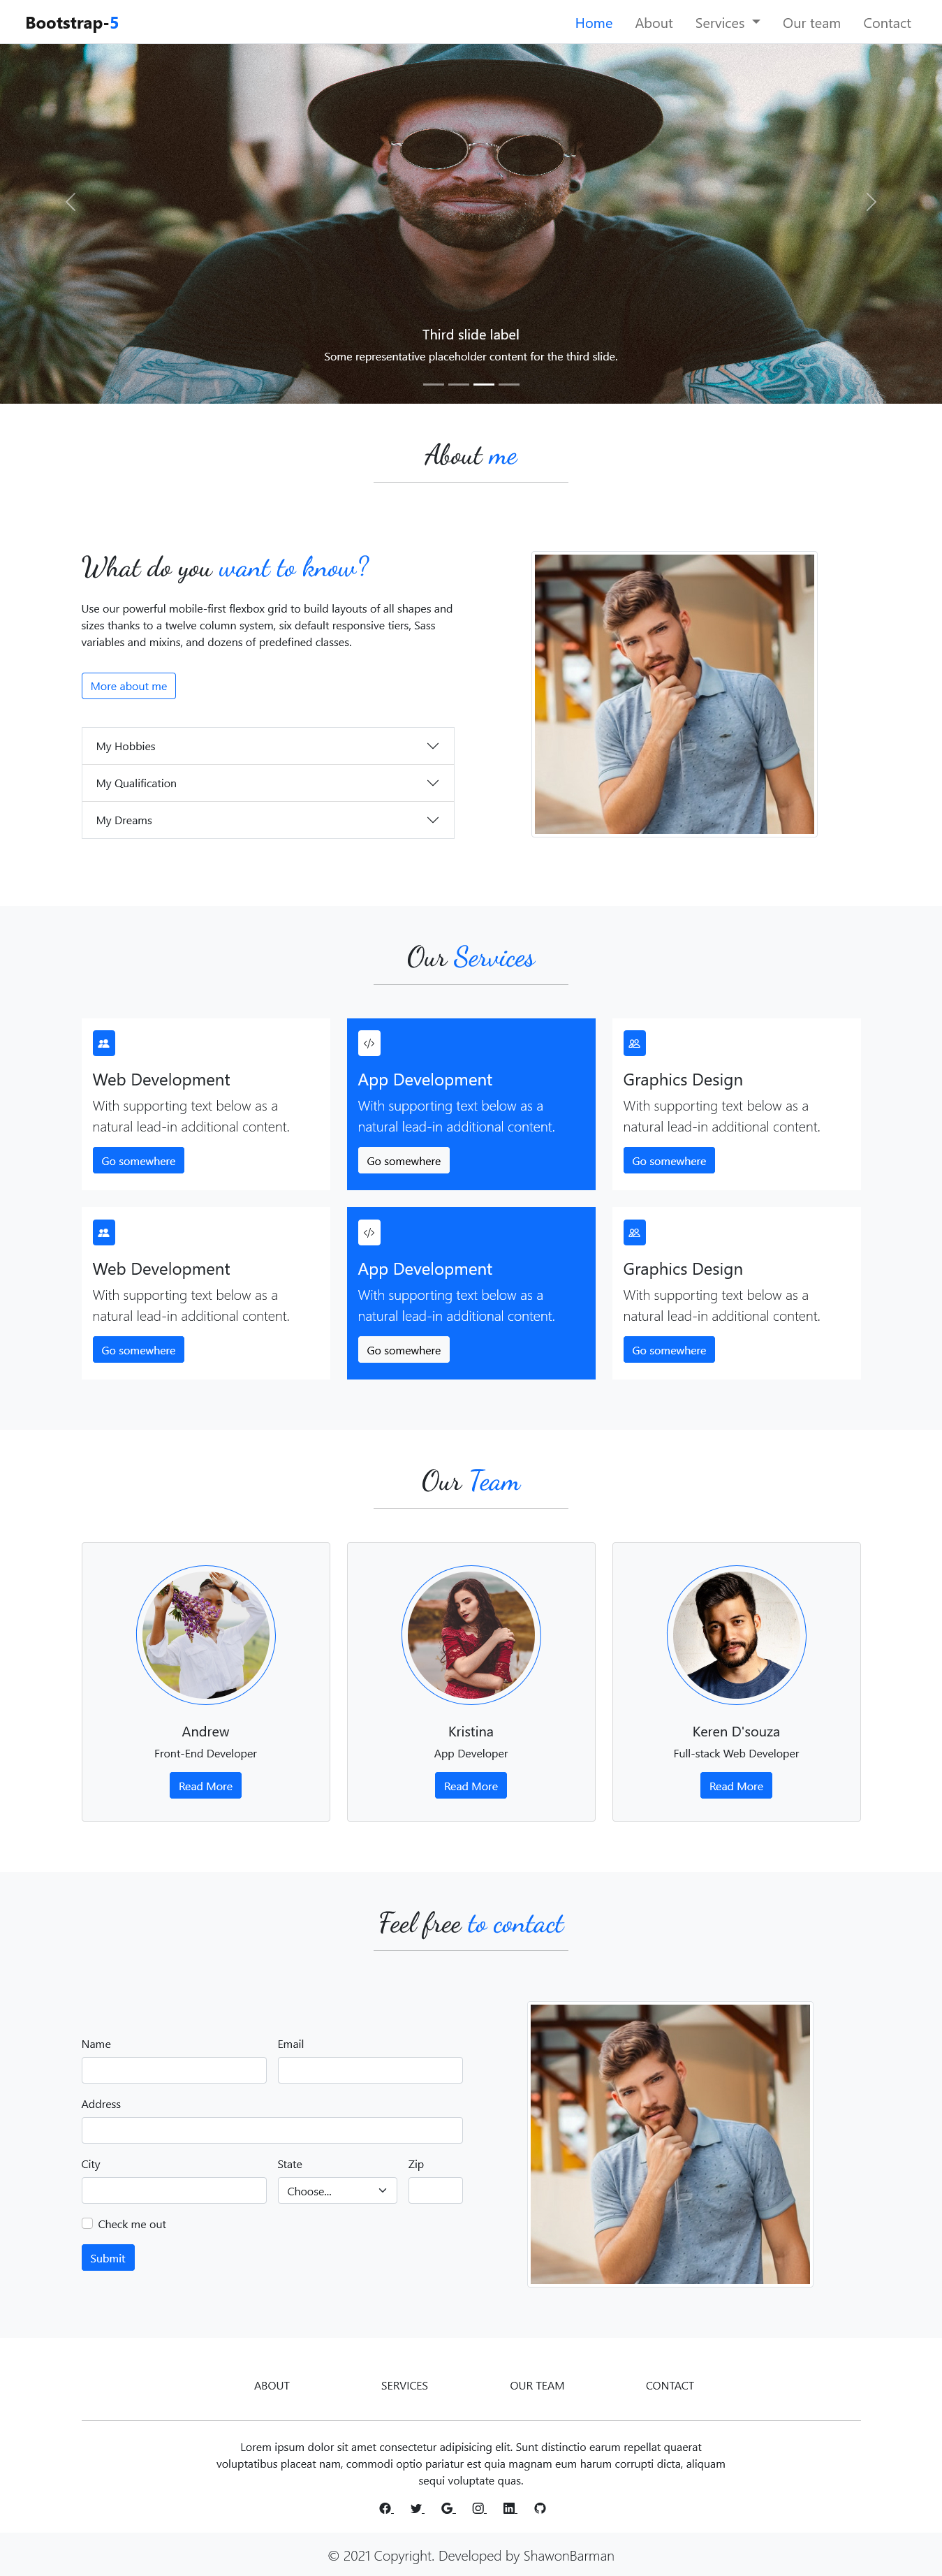 Bootstrap-5
Home About Services Our team Contact
Third slide label
Some representative placeholder content for the third slide.
About me
What do you want to know?
Use our powerful mobile-first flexbox grid to build layouts of all shapes and
sizes thanks to a twelve column system, six default responsive tiers, Sass
variables and mixins, and dozens of predefined classes.
More about me
My Hobbies
My Qualification
My Dreams
Our Services
Web Development
With supporting text below as a
natural lead-in additional content.
Go somewhere
App Development
With supporting text below as a
natural lead-in additional content.
Go somewhere
Graphics Design
With supporting text below as a
natural lead-in additional content.
Go somewhere
Web Development
With supporting text below as a
natural lead-in additional content.
Go somewhere
App Development
With supporting text below as a
natural lead-in additional content.
Go somewhere
Graphics Design
With supporting text below as a
natural lead-in additional content.
Go somewhere
Our Team
Andrew
Front-End Developer
Read More
Kristina
App Developer
Read More
Keren D'souza
Full-stack Web Developer
Read More
Feel free to contact
Name Email
Address
City State Zip
Choose...
Check me out
Submit
ABOUT SERVICES OUR TEAM CONTACT
Lorem ipsum dolor sit amet consectetur adipisicing elit. Sunt distinctio earum repellat quaerat
voluptatibus placeat nam, commodi optio pariatur est quia magnam eum harum corrupti dicta, aliquam
sequi voluptate quas.
© 2021 Copyright. Developed by ShawonBarman